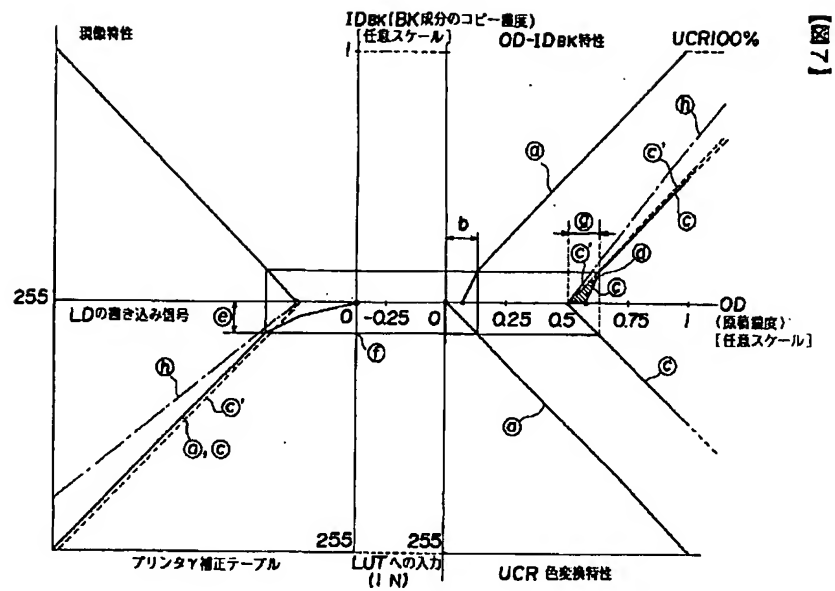 【図7】
IDBK(BK成分のコピー濃度)
[任意スケール]
現像特性
OD-IDBK特性
UCR100%
1
ⓗ
ⓐ
ⓒ'
ⓒ
b
ⓖ
ⓒ'
ⓓ
ⓒ
255
OD
LDの書き込み信号
ⓔ
0 -0.25 0 0.25 0.5 0.75 1
(原稿濃度)
[任意スケール]
ⓕ
ⓗ
ⓒ
ⓒ'
ⓐ
ⓐ,ⓒ
255 255
プリンタγ補正テーブル
LUTへの入力
(IN)
UCR 色変換特性